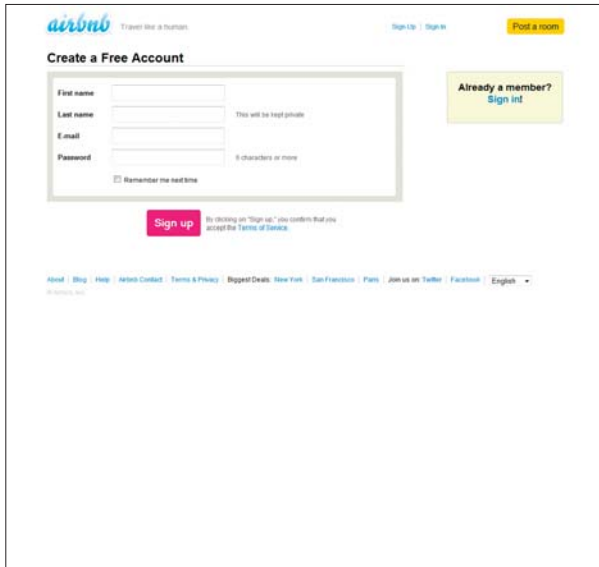 airbnb Travel like a human. Sign Up | Sign In Post a room
Create a Free Account
Already a member?
Sign in!
First name
Last name This will be kept private
E-mail
Password 6 characters or more
Remember me next time
Sign up
By clicking on "Sign up," you confirm that you
accept the Terms of Service.
About | Blog | Help | Airbnb Contact | Terms & Privacy | Biggest Deals: New York | San Francisco | Paris | Join us on: Twitter | Facebook | English